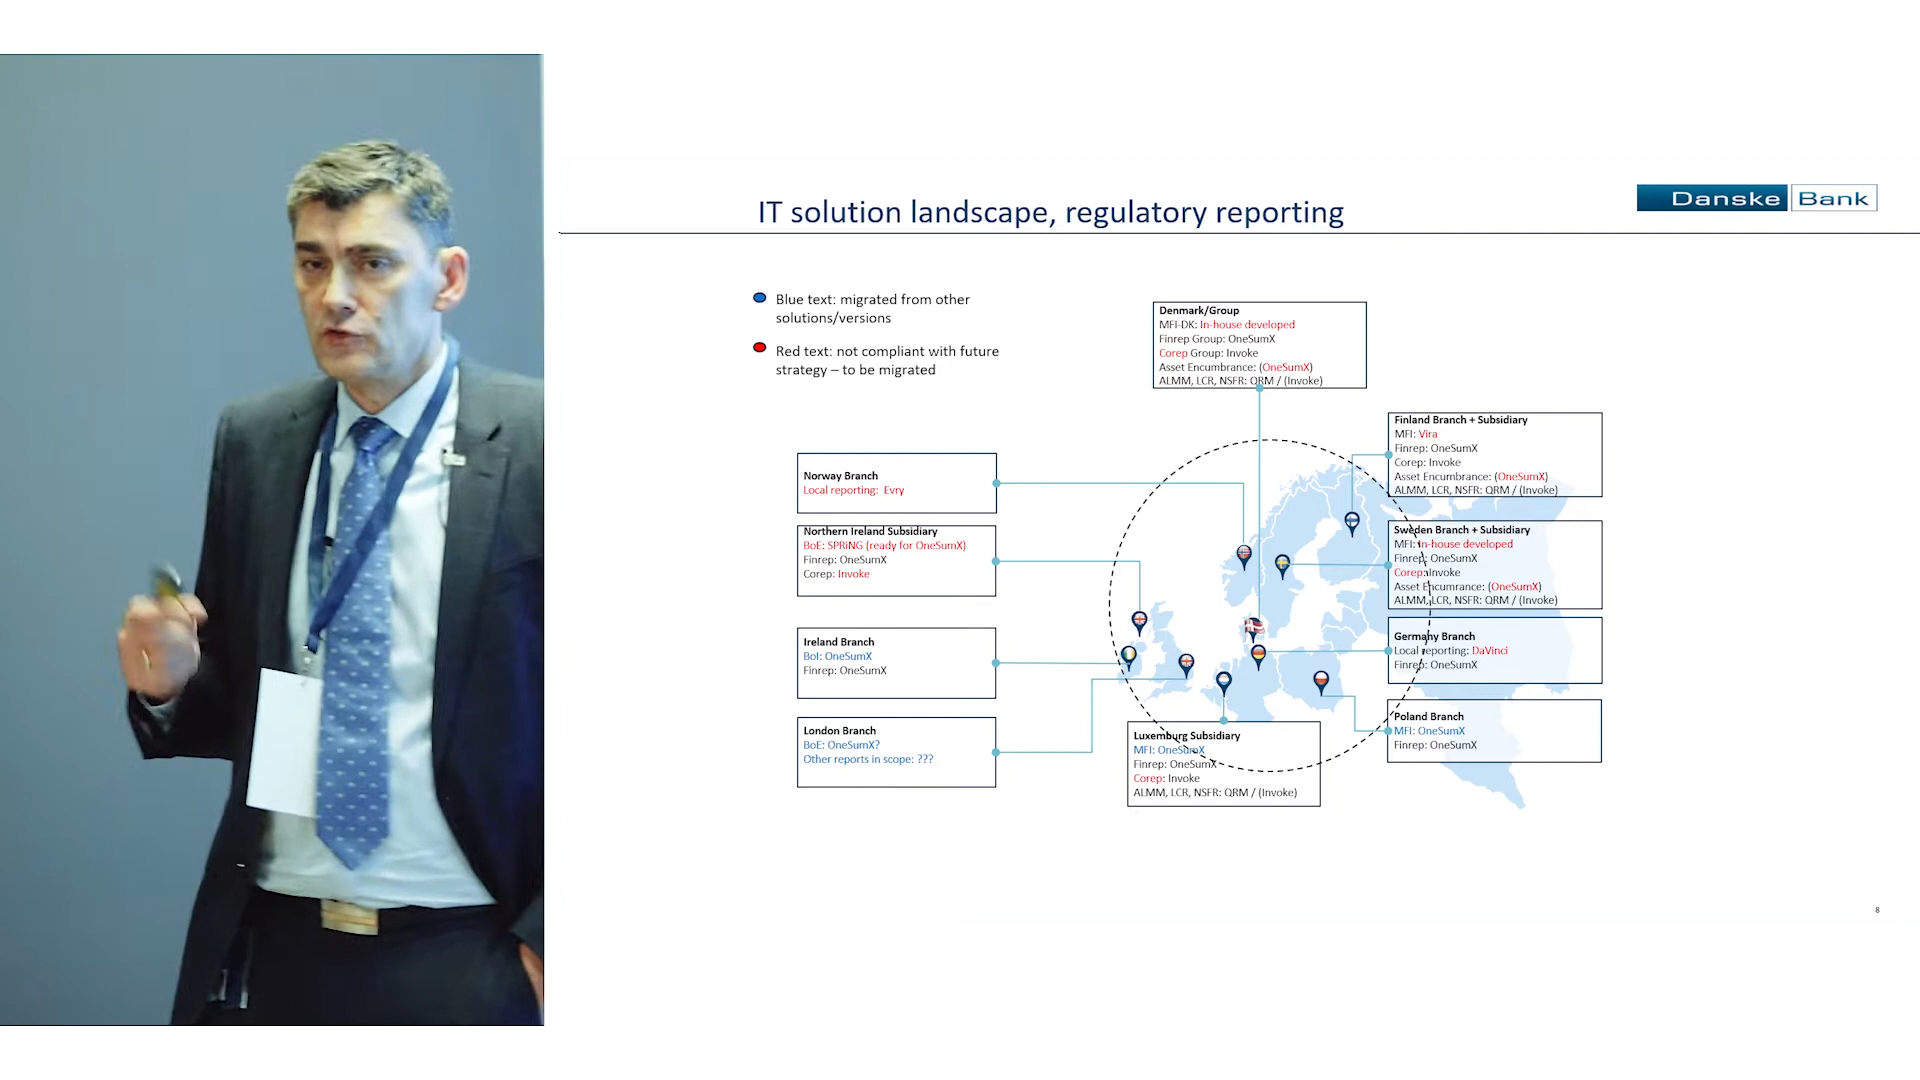 IT solution landscape, regulatory reporting
Danske Bank
Blue text: migrated from other
solutions/versions
Red text: not compliant with future
strategy – to be migrated
Denmark/Group
MFI-DK: In-house developed
Finrep Group: OneSumX
Corep Group: Invoke
Asset Encumbrance: (OneSumX)
ALMM, LCR, NSFR: QRM / (Invoke)
Finland Branch + Subsidiary
MFI: Vira
Finrep: OneSumX
Corep: Invoke
Asset Encumbrance: (OneSumX)
ALMM, LCR, NSFR: QRM / (Invoke)
Norway Branch
Local reporting: Evry
Northern Ireland Subsidiary
BoE: SPRiNG (ready for OneSumX)
Finrep: OneSumX
Corep: Invoke
Sweden Branch + Subsidiary
MFI: In-house developed
Finrep: OneSumX
Corep: Invoke
Asset Encumrance: (OneSumX)
ALMM, LCR, NSFR: QRM / (Invoke)
Ireland Branch
BoI: OneSumX
Finrep: OneSumX
Germany Branch
Local reporting: DaVinci
Finrep: OneSumX
London Branch
BoE: OneSumX?
Other reports in scope: ???
Luxemburg Subsidiary
MFI: OneSumX
Finrep: OneSumX
Corep: Invoke
ALMM, LCR, NSFR: QRM / (Invoke)
Poland Branch
MFI: OneSumX
Finrep: OneSumX
8